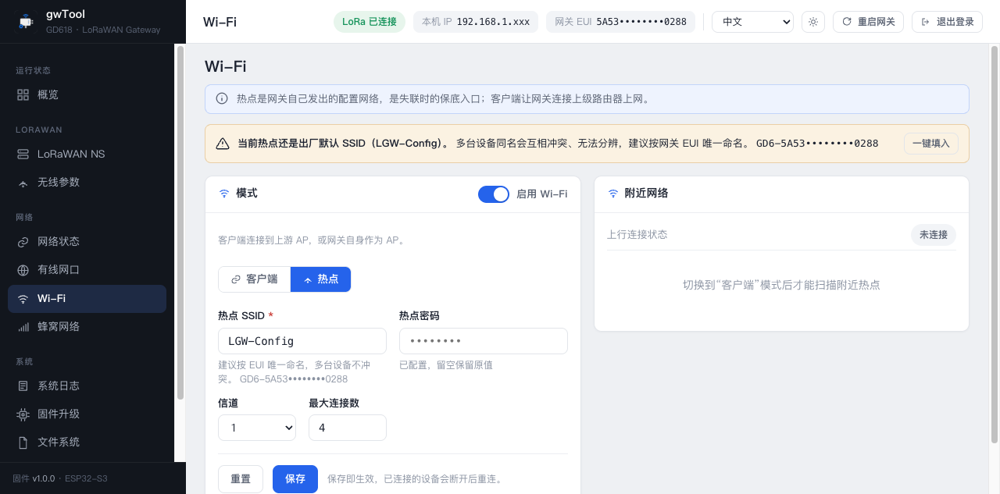 gwTool
GD618 · LoRaWAN Gateway
Wi-Fi
LoRa 已连接
本机 IP 192.168.1.xxx
网关 EUI 5A53••••••••0288
中文
重启网关
退出登录
运行状态
概览
LORAWAN
LoRaWAN NS
无线参数
网络
网络状态
有线网口
Wi-Fi
蜂窝网络
系统
系统日志
固件升级
文件系统
固件 v1.0.0 · ESP32-S3
Wi-Fi
热点是网关自己发出的配置网络，是失联时的保底入口；客户端让网关连接上级路由器上网。
当前热点还是出厂默认 SSID（LGW-Config）。 多台设备同名会互相冲突、无法分辨，建议按网关 EUI 唯一命名。 GD6-5A53••••••••0288
一键填入
模式
启用 Wi-Fi
客户端连接到上游 AP，或网关自身作为 AP。
客户端
热点
热点 SSID *
热点密码
LGW-Config
••••••••
建议按 EUI 唯一命名，多台设备不冲
突。 GD6-5A53••••••••0288
已配置，留空保留原值
信道
最大连接数
1
4
重置
保存
保存即生效，已连接的设备会断开后重连。
附近网络
上行连接状态
未连接
切换到“客户端”模式后才能扫描附近热点